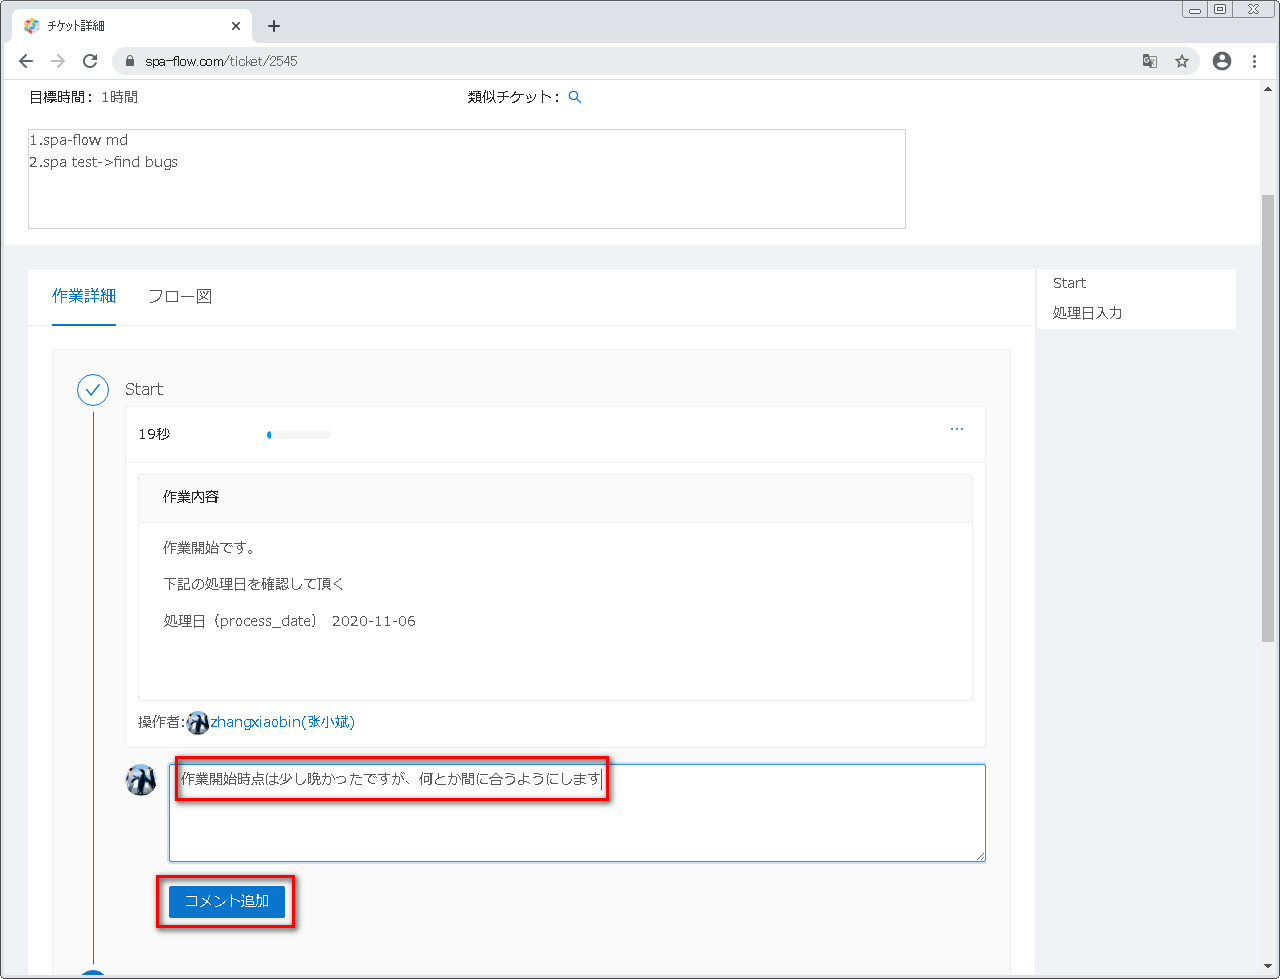 チケット詳細
spa-flow.com/ticket/2545
目標時間： 1時間
類似チケット：
1.spa-flow md
2.spa test->find bugs
作業詳細 フロー図
Start
処理日入力
Start
19秒
作業内容
作業開始です。
下記の処理日を確認して頂く
処理日（process_date） 2020-11-06
操作者:zhangxiaobin(张小斌)
作業開始時点は少し晩かったですが、何とか間に合うようにします
コメント追加